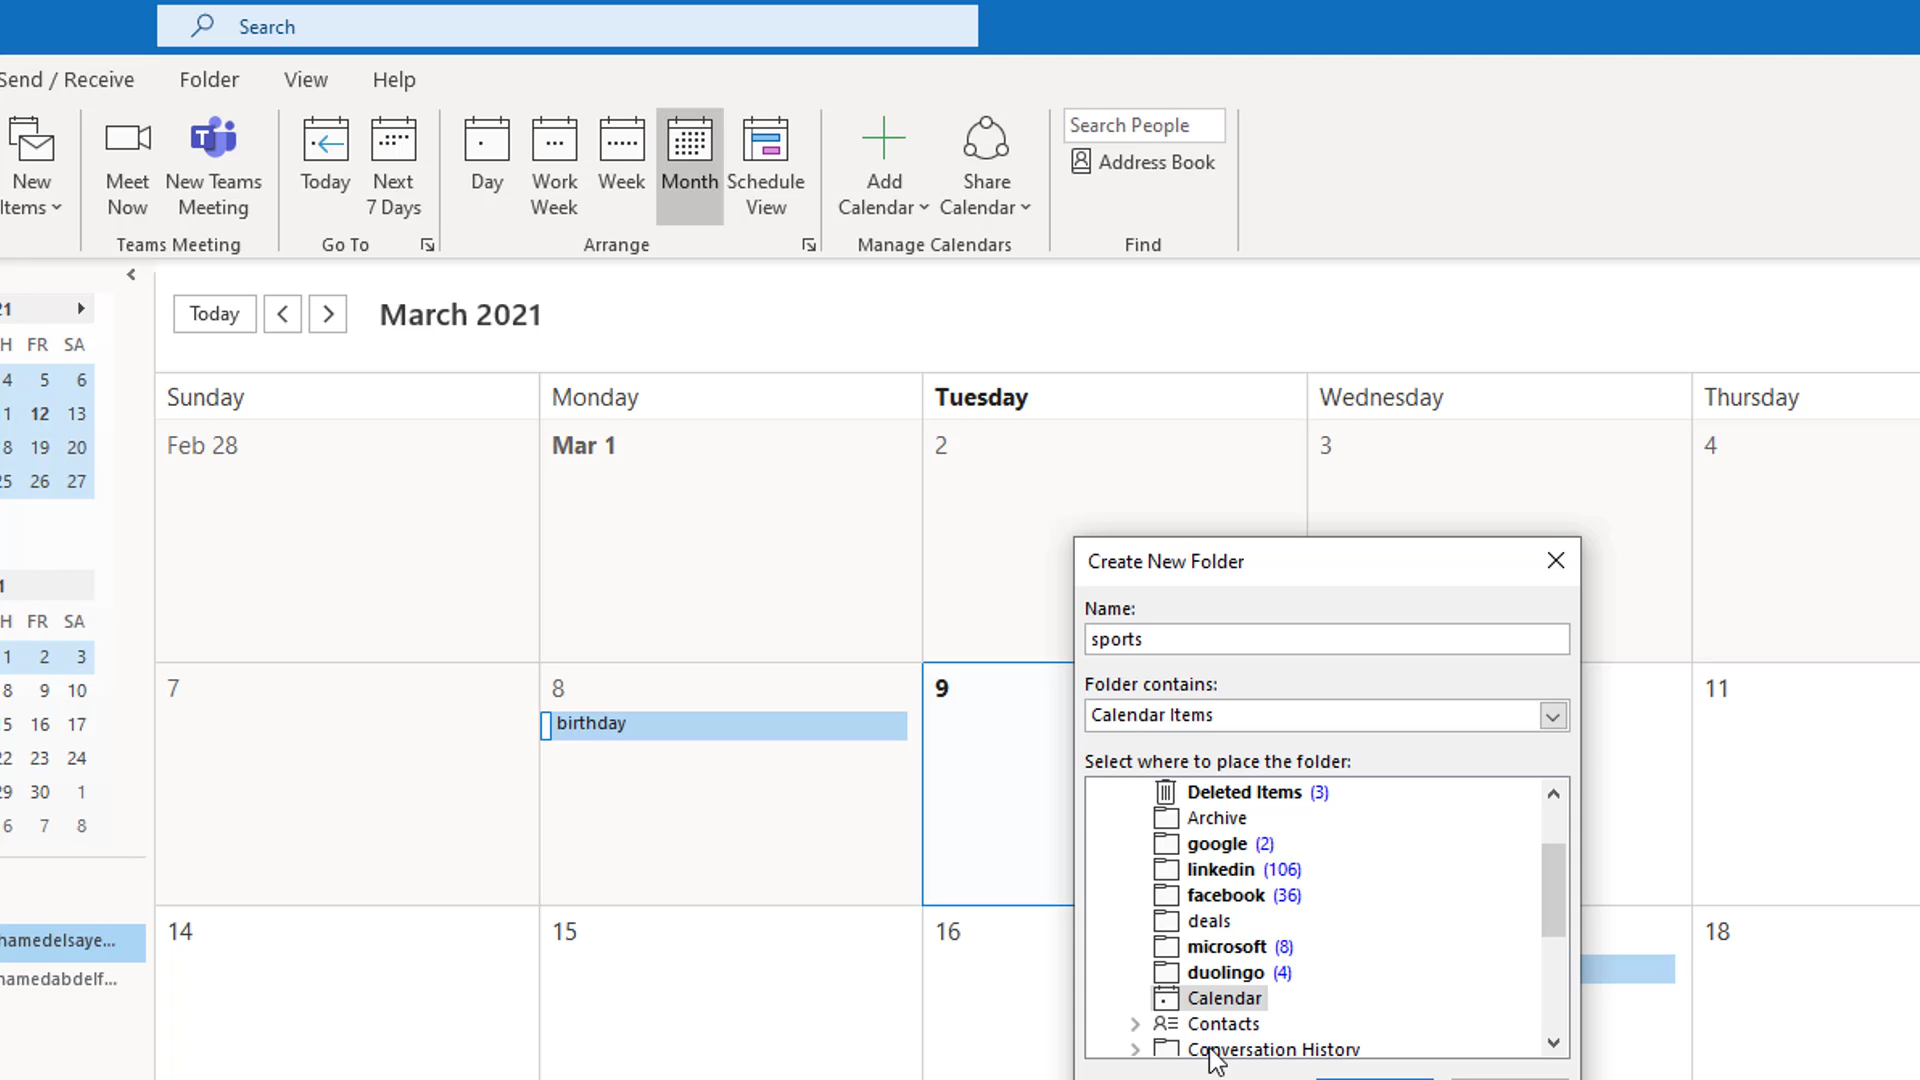 Search
Send / Receive Folder View Help
New Items
Meet Now
New Teams Meeting
Teams Meeting
Today
Next 7 Days
Go To
Day
Work Week
Week
Month
Schedule View
Arrange
Add Calendar
Share Calendar
Manage Calendars
Search People
Address Book
Find
21
H FR SA
4 5 6
1 12 13
8 19 20
25 26 27
1
H FR SA
1 2 3
8 9 10
15 16 17
22 23 24
29 30 1
6 7 8
hamedelsaye...
hamedabdelf...
Today March 2021
Sunday Monday Tuesday Wednesday Thursday
Feb 28 Mar 1 2 3 4
7 8 9 11
birthday
14 15 16 18
Create New Folder
Name:
sports
Folder contains:
Calendar Items
Select where to place the folder:
Deleted Items (3)
Archive
google (2)
linkedin (106)
facebook (36)
deals
microsoft (8)
duolingo (4)
Calendar
Contacts
Conversation History